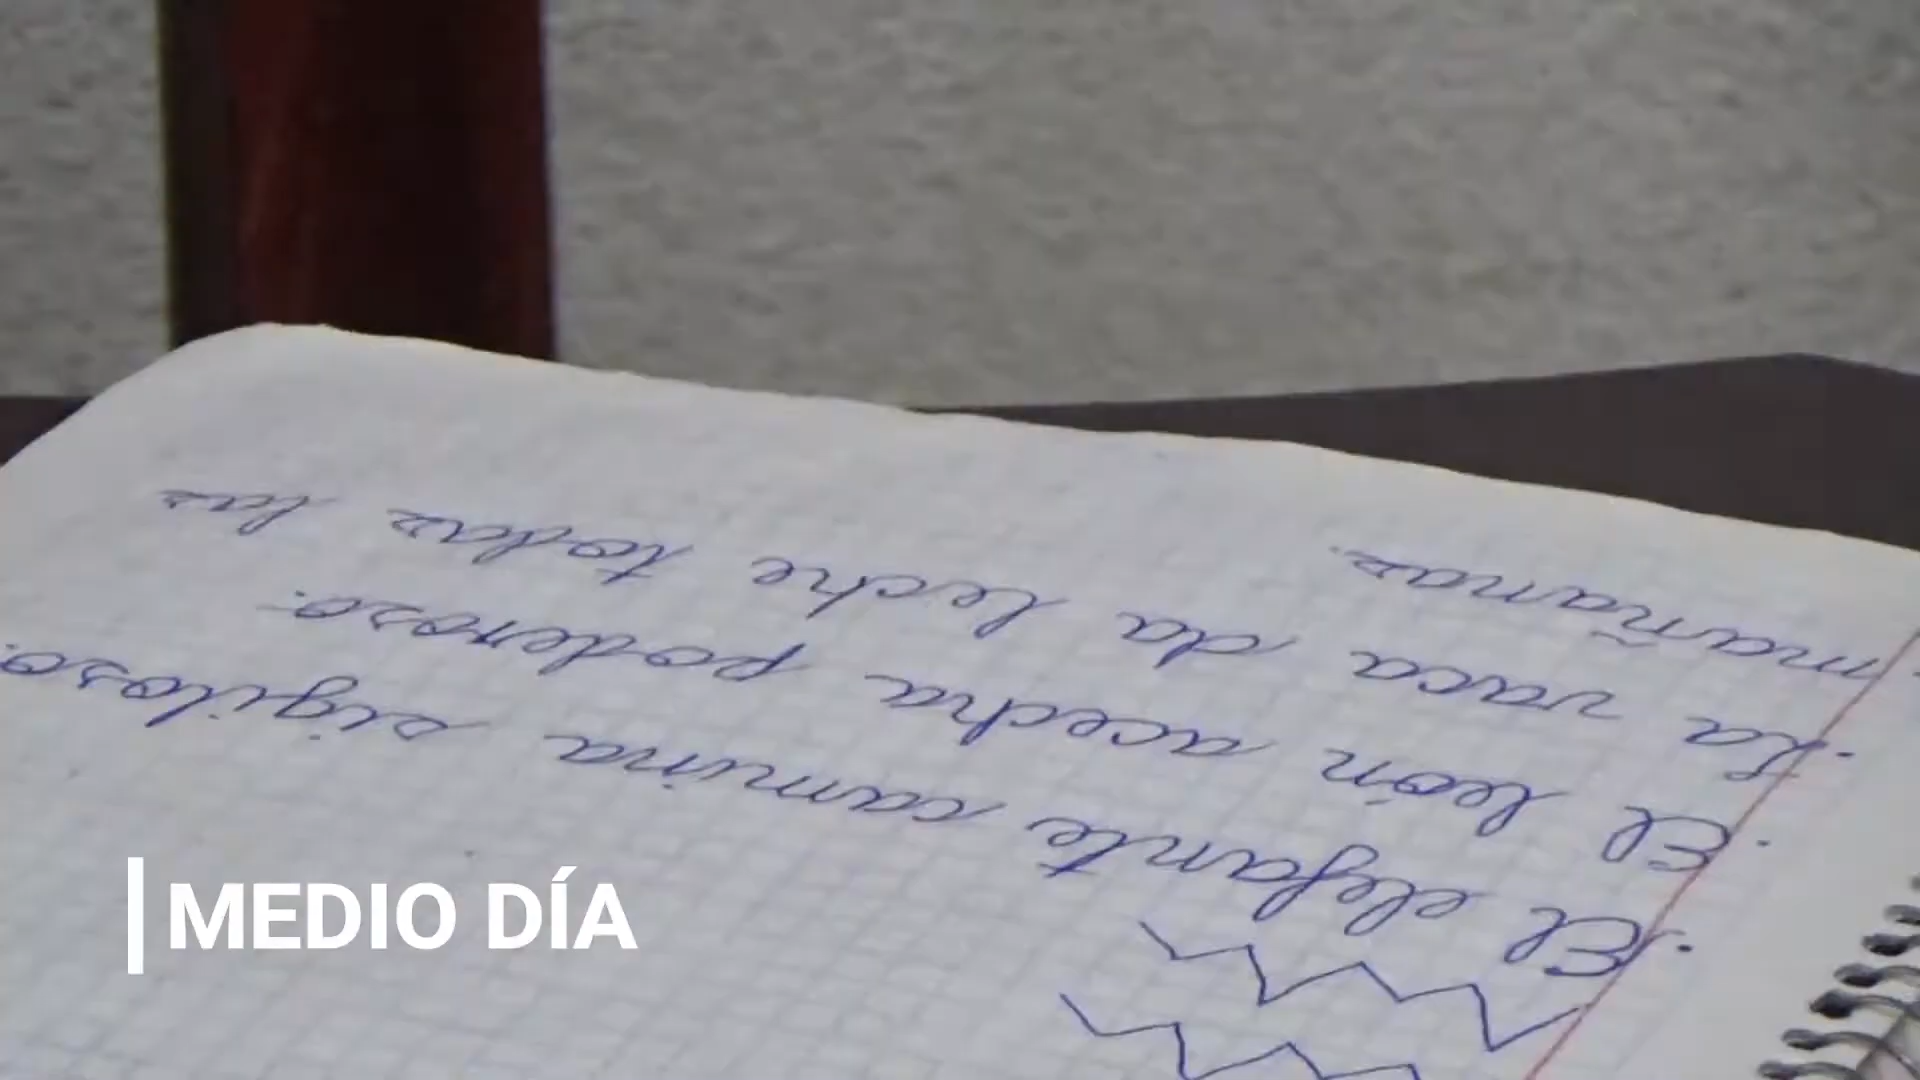 · El elefante camina sigiloso.
· El león acecha poderoso.
· La vaca da leche todas las
mañanas.
MEDIO DÍA